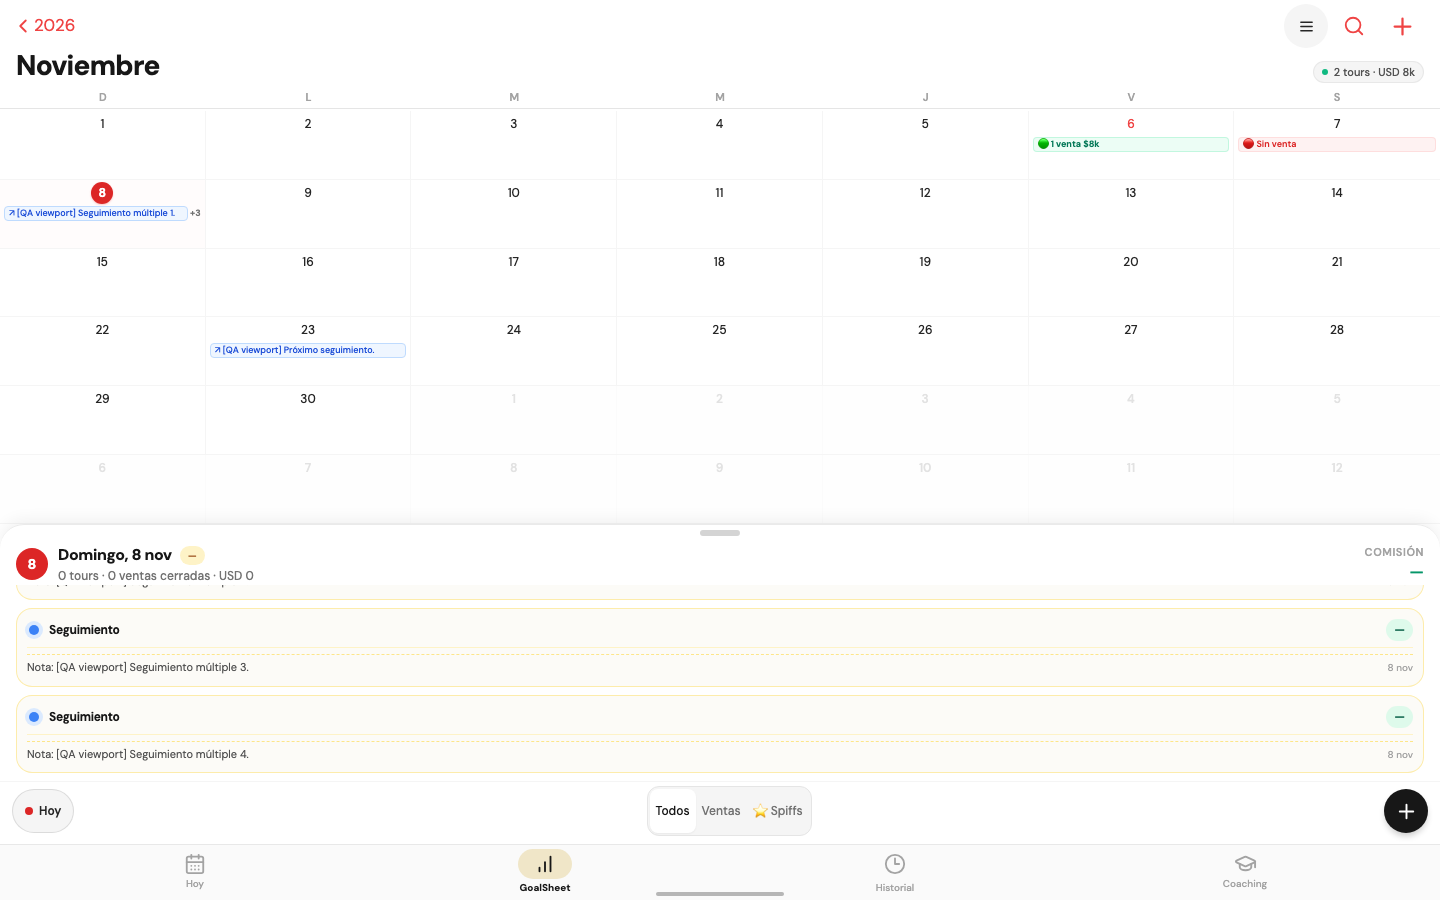 2026
Noviembre
2 tours · USD 8k
D L M M J V S
1 2 3 4 5 6 7
1 venta $8k
Sin venta
8 9 10 11 12 13 14
[QA viewport] Seguimiento múltiple 1. +3
15 16 17 18 19 20 21
22 23 24 25 26 27 28
[QA viewport] Próximo seguimiento.
29 30 1 2 3 4 5
6 7 8 9 10 11 12
8
Domingo, 8 nov –
0 tours · 0 ventas cerradas · USD 0
COMISIÓN
—
Seguimiento –
Nota: [QA viewport] Seguimiento múltiple 3. 8 nov
Seguimiento –
Nota: [QA viewport] Seguimiento múltiple 4. 8 nov
Hoy
Todos Ventas ⭐ Spiffs
Hoy GoalSheet Historial Coaching